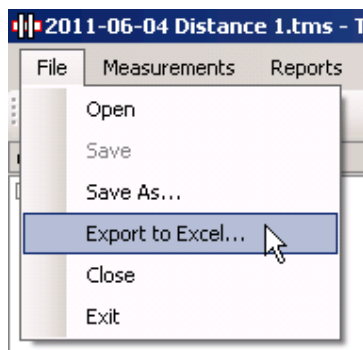 2011-06-04 Distance 1.tms -
File Measurements Reports
Open
Save
Save As...
Export to Excel...
Close
Exit